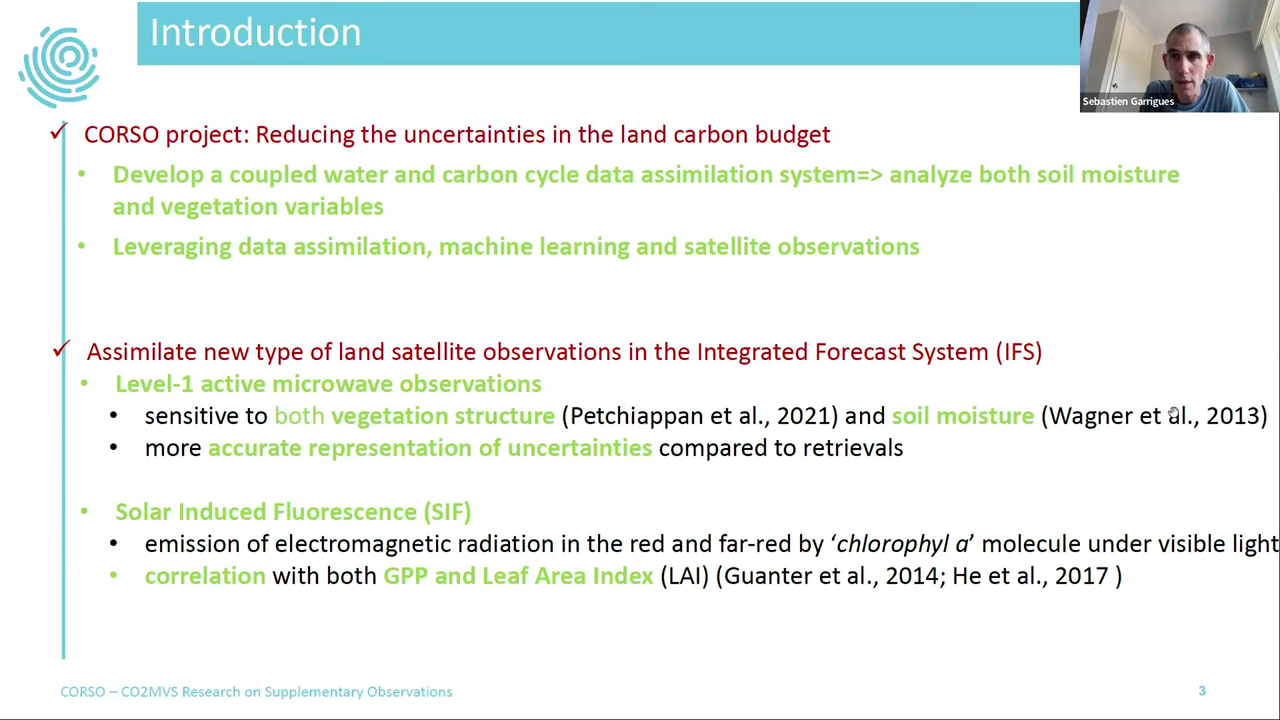 Introduction
Sebastien Garrigues
✓ CORSO project: Reducing the uncertainties in the land carbon budget
• Develop a coupled water and carbon cycle data assimilation system=> analyze both soil moisture
and vegetation variables
• Leveraging data assimilation, machine learning and satellite observations
✓ Assimilate new type of land satellite observations in the Integrated Forecast System (IFS)
• Level-1 active microwave observations
• sensitive to both vegetation structure (Petchiappan et al., 2021) and soil moisture (Wagner et al., 2013)
• more accurate representation of uncertainties compared to retrievals
• Solar Induced Fluorescence (SIF)
• emission of electromagnetic radiation in the red and far-red by ‘chlorophyl a’ molecule under visible light
• correlation with both GPP and Leaf Area Index (LAI) (Guanter et al., 2014; He et al., 2017 )
CORSO – CO2MVS Research on Supplementary Observations
3